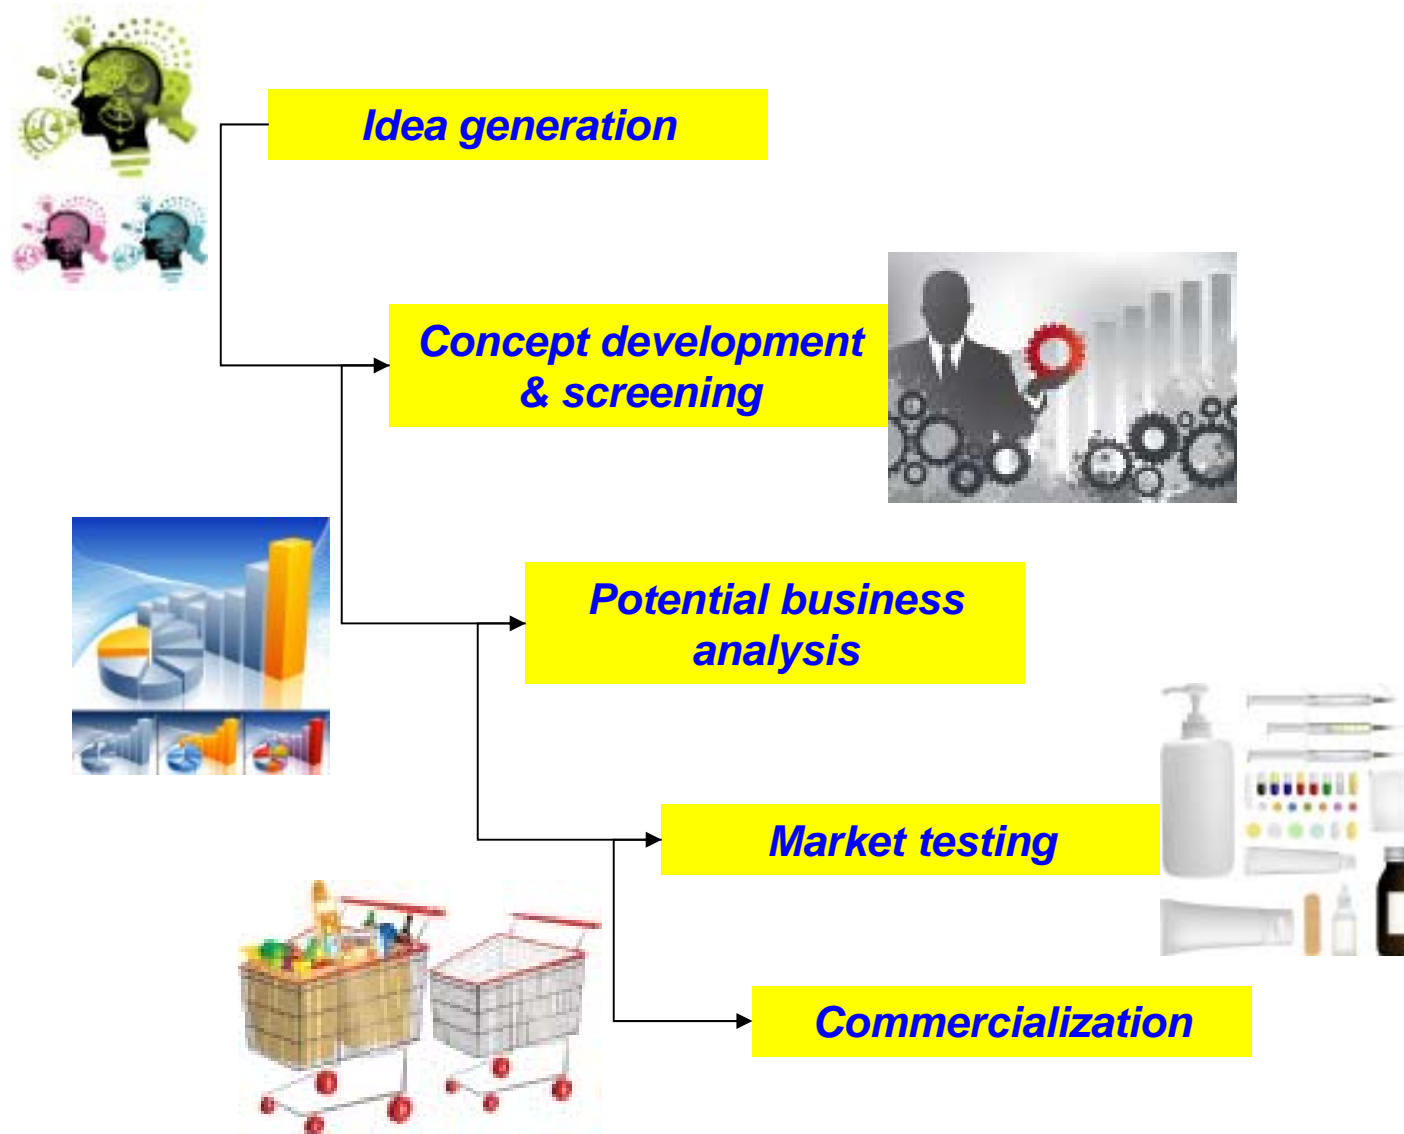 Idea generation
Concept development
& screening
Potential business
analysis
Market testing
Commercialization